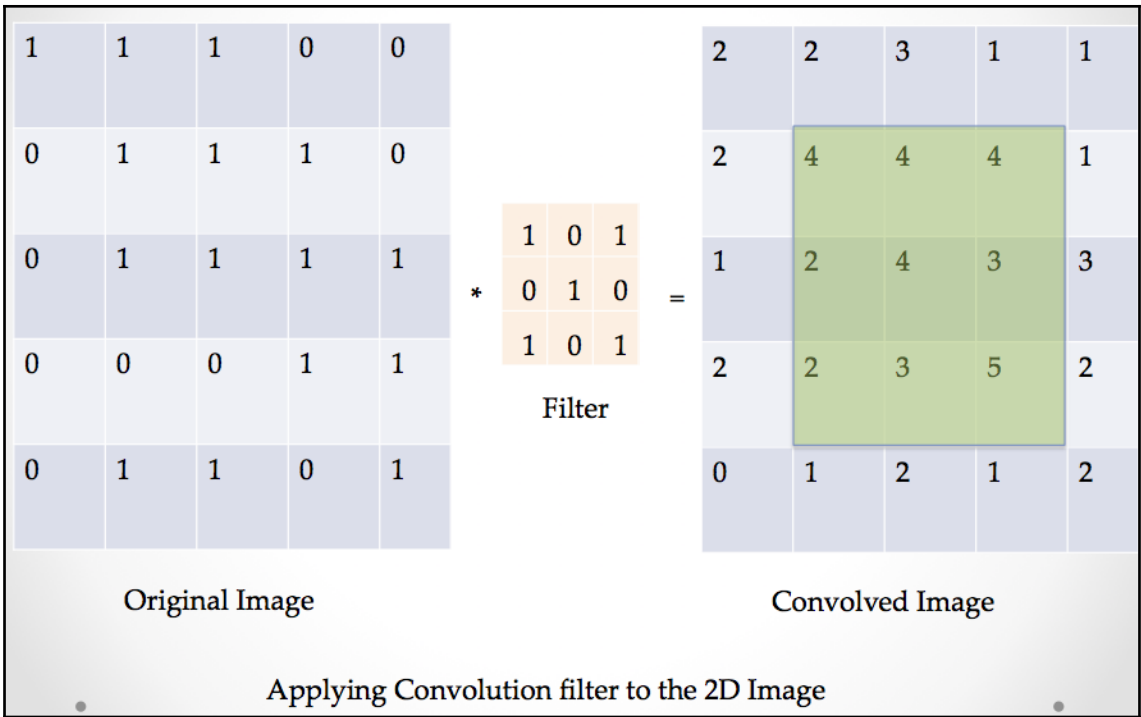 1 1 1 0 0
0 1 1 1 0
0 1 1 1 1
0 0 0 1 1
0 1 1 0 1
Original Image
*
1 0 1
0 1 0
1 0 1
Filter
=
2 2 3 1 1
2 4 4 4 1
1 2 4 3 3
2 2 3 5 2
0 1 2 1 2
Convolved Image
Applying Convolution filter to the 2D Image